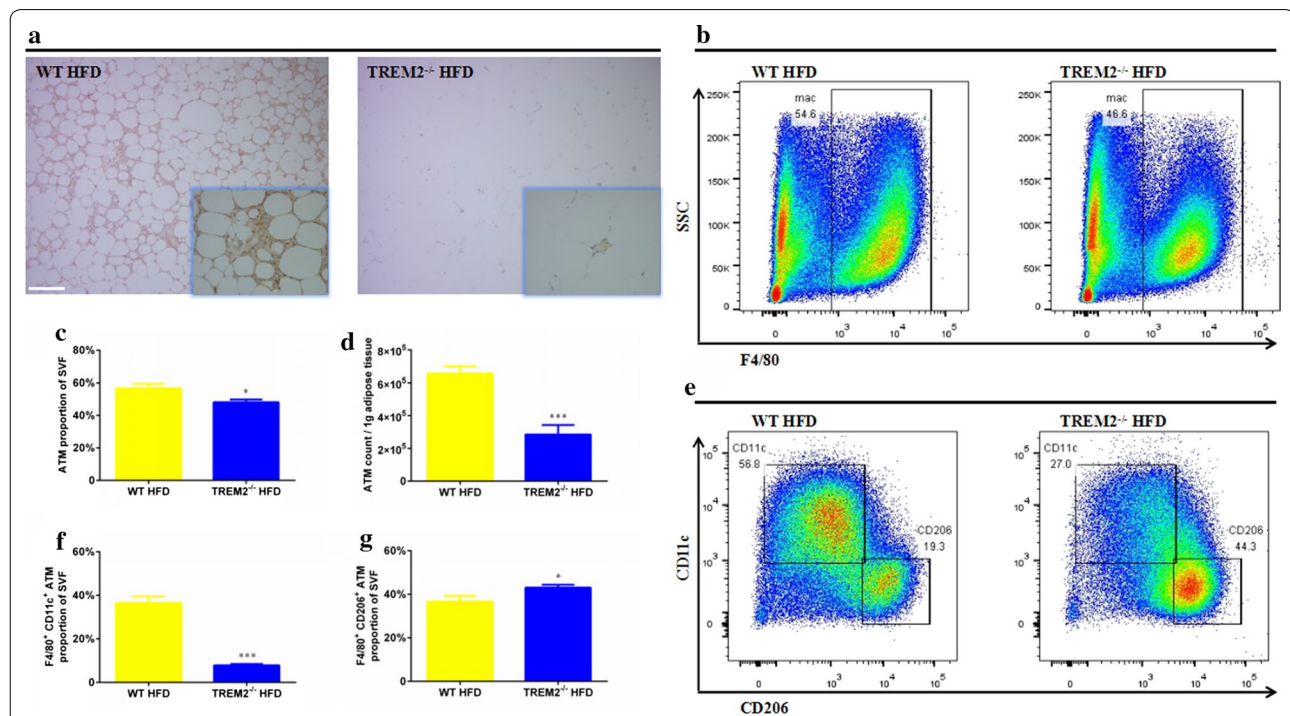 a
WT HFD
TREM2-/- HFD
b
WT HFD
TREM2-/- HFD
mac
54.6
mac
46.6
250K
200K
150K
100K
50K
0
250K
200K
150K
100K
50K
0
SSC
0 10³ 10⁴ 10⁵
0 10³ 10⁴ 10⁵
F4/80
c
ATM proportion of SVF
80%
60%
40%
20%
0
*
WT HFD TREM2-/- HFD
d
ATM count / 1g adipose tissue
8×10⁵
6×10⁵
4×10⁵
2×10⁵
0
***
WT HFD TREM2-/- HFD
e
WT HFD
TREM2-/- HFD
CD11c
56.8
CD206
19.3
CD11c
27.0
CD206
44.3
10⁵
10⁴
10³
0
10⁵
10⁴
10³
0
CD11c
0 10³ 10⁴ 10⁵
0 10³ 10⁴ 10⁵
CD206
f
F4/80⁺ CD11c⁺ ATM
proportion of SVF
60%
40%
20%
0
***
WT HFD TREM2-/- HFD
g
F4/80⁺ CD206⁺ ATM
proportion of SVF
60%
40%
20%
0
*
WT HFD TREM2-/- HFD